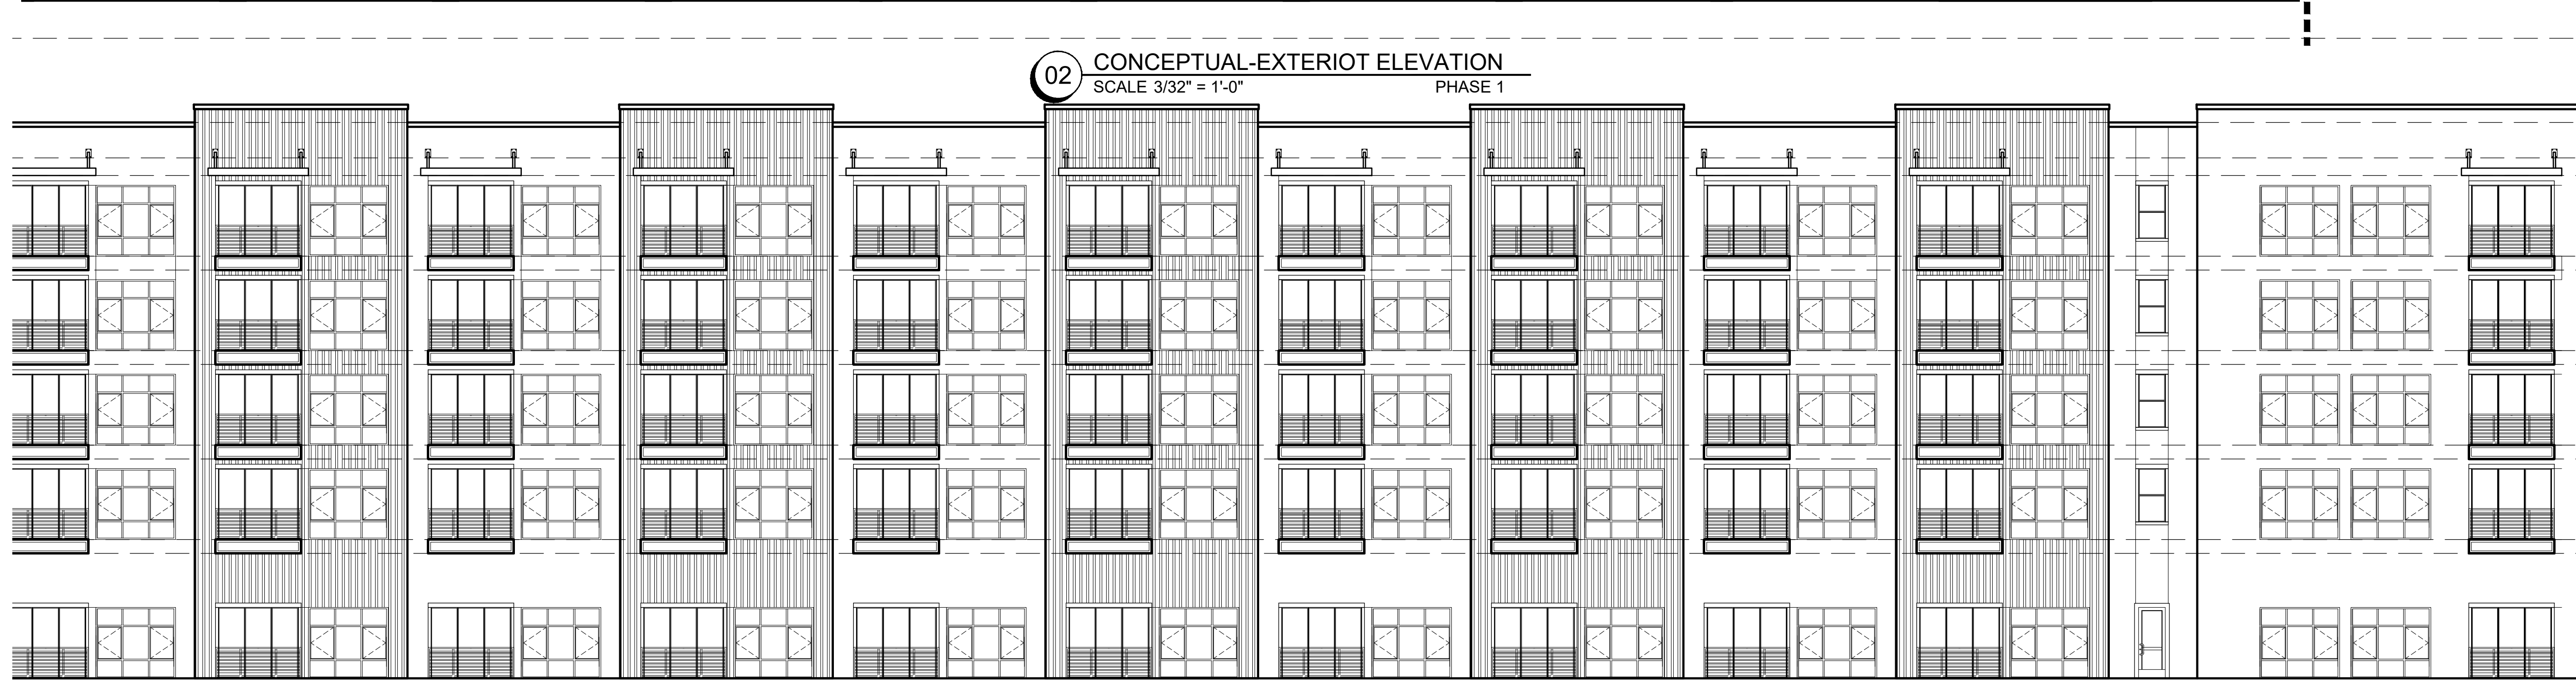 02
CONCEPTUAL-EXTERIOT ELEVATION
SCALE 3/32" = 1'-0" PHASE 1